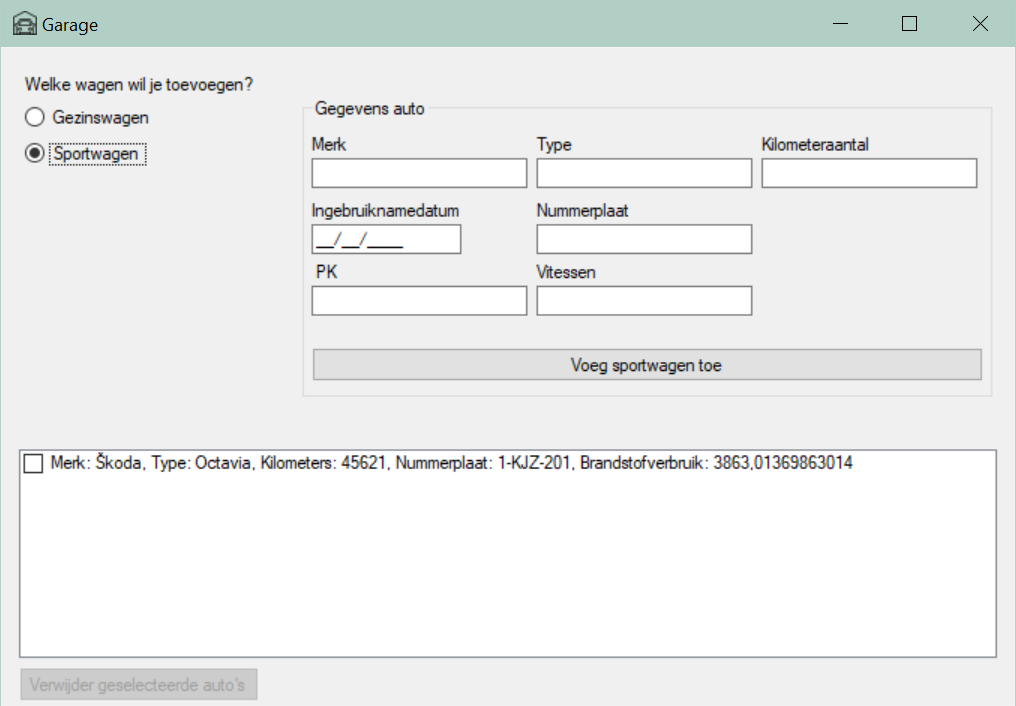 Garage
Welke wagen wil je toevoegen?
Gezinswagen
Sportwagen
Gegevens auto
Merk Type Kilometeraantal
Ingebruiknamedatum Nummerplaat
__/__/____
PK Vitessen
Voeg sportwagen toe
Merk: Škoda, Type: Octavia, Kilometers: 45621, Nummerplaat: 1-KJZ-201, Brandstofverbruik: 3863,01369863014
Verwijder geselecteerde auto's